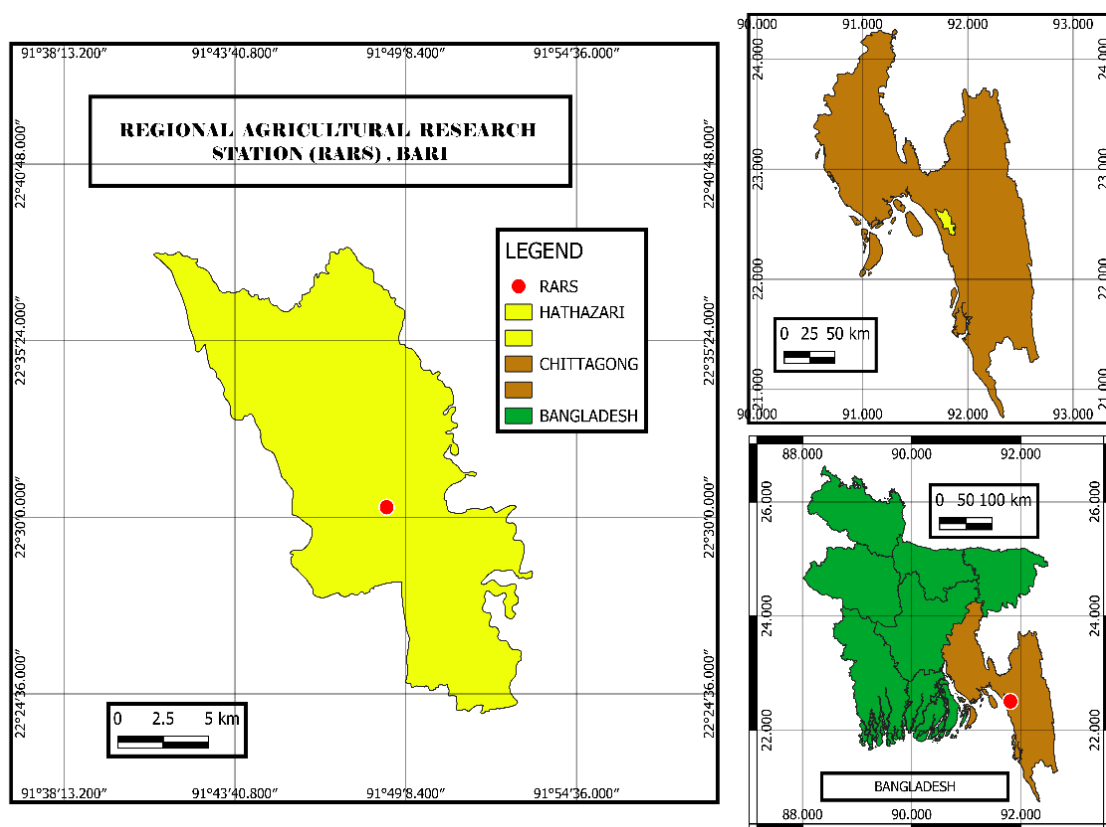 91°38′13.200″ 91°43′40.800″ 91°49′8.400″ 91°54′36.000″
REGIONAL AGRICULTURAL RESEARCH
STATION (RARS) , BARI
22°40′48.000″ 22°40′48.000″
22°35′24.000″ 22°35′24.000″
22°30′0.000″ 22°30′0.000″
22°24′36.000″ 22°24′36.000″
LEGEND
RARS
HATHAZARI
CHITTAGONG
BANGLADESH
0 2.5 5 km
91°38′13.200″ 91°43′40.800″ 91°49′8.400″ 91°54′36.000″
90.000 91.000 92.000 93.000
24.000 24.000
23.000 23.000
22.000 22.000
21.000 21.000
0 25 50 km
90.000 91.000 92.000 93.000
88.000 90.000 92.000
0 50 100 km
26.000 26.000
24.000 24.000
22.000 22.000
BANGLADESH
88.000 90.000 92.000